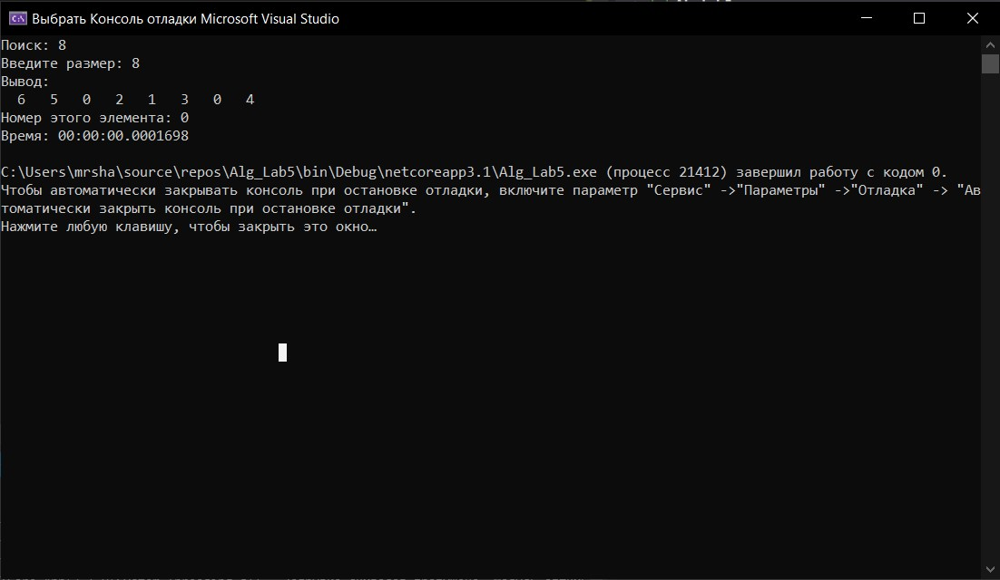 Выбрать Консоль отладки Microsoft Visual Studio
Поиск: 8
Введите размер: 8
Вывод:
6 5 0 2 1 3 0 4
Номер этого элемента: 0
Время: 00:00:00.0001698
C:\Users\mrsha\source\repos\Alg_Lab5\bin\Debug\netcoreapp3.1\Alg_Lab5.exe (процесс 21412) завершил работу с кодом 0.
Чтобы автоматически закрывать консоль при остановке отладки, включите параметр "Сервис" ->"Параметры" ->"Отладка" -> "Ав
томатически закрыть консоль при остановке отладки".
Нажмите любую клавишу, чтобы закрыть это окно…